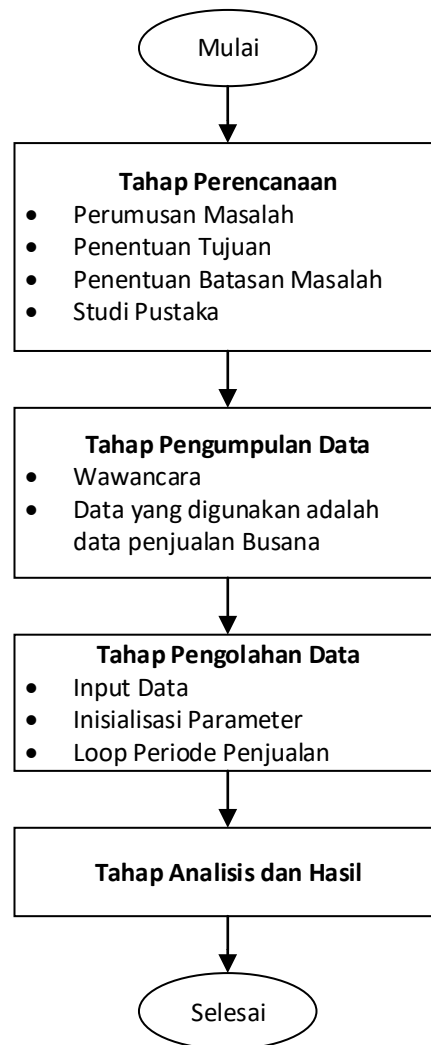 Mulai
Tahap Perencanaan
• Perumusan Masalah
• Penentuan Tujuan
• Penentuan Batasan Masalah
• Studi Pustaka
Tahap Pengumpulan Data
• Wawancara
• Data yang digunakan adalah
data penjualan Busana
Tahap Pengolahan Data
• Input Data
• Inisialisasi Parameter
• Loop Periode Penjualan
Tahap Analisis dan Hasil
Selesai